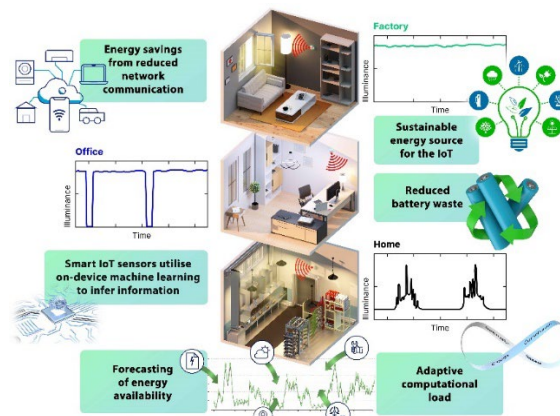 Energy savings
from reduced
network
communication
Factory
Illuminance
Time
Sustainable
energy source
for the IoT
Office
Illuminance
Time
Reduced
battery waste
Smart IoT sensors utilise
on-device machine learning
to infer information
Home
Illuminance
Time
Forecasting
of energy
availability
Adaptive
computational
load